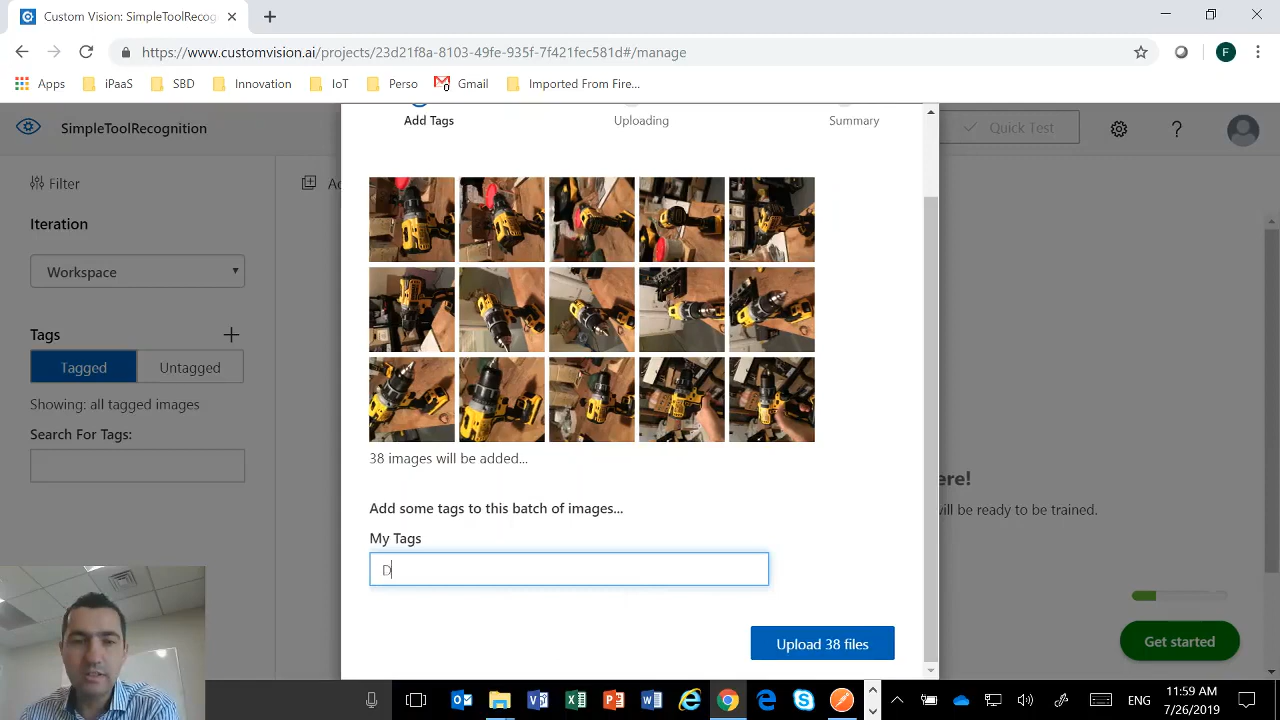 Custom Vision: SimpleToolRecog
https://www.customvision.ai/projects/23d21f8a-8103-49fe-935f-7f421fec581d#/manage
F
Apps
iPaaS
SBD
Innovation
IoT
Perso
Gmail
Imported From Fire...
SimpleToolRecognition
Add Tags
Uploading
Summary
Quick Test
?
Filter
Ad
Iteration
Workspace
Tags
Tagged
Untagged
Showing: all tagged images
Search For Tags:
38 images will be added...
Add some tags to this batch of images...
My Tags
D
Upload 38 files
ere!
will be ready to be trained.
Get started
ENG
11:59 AM
7/26/2019